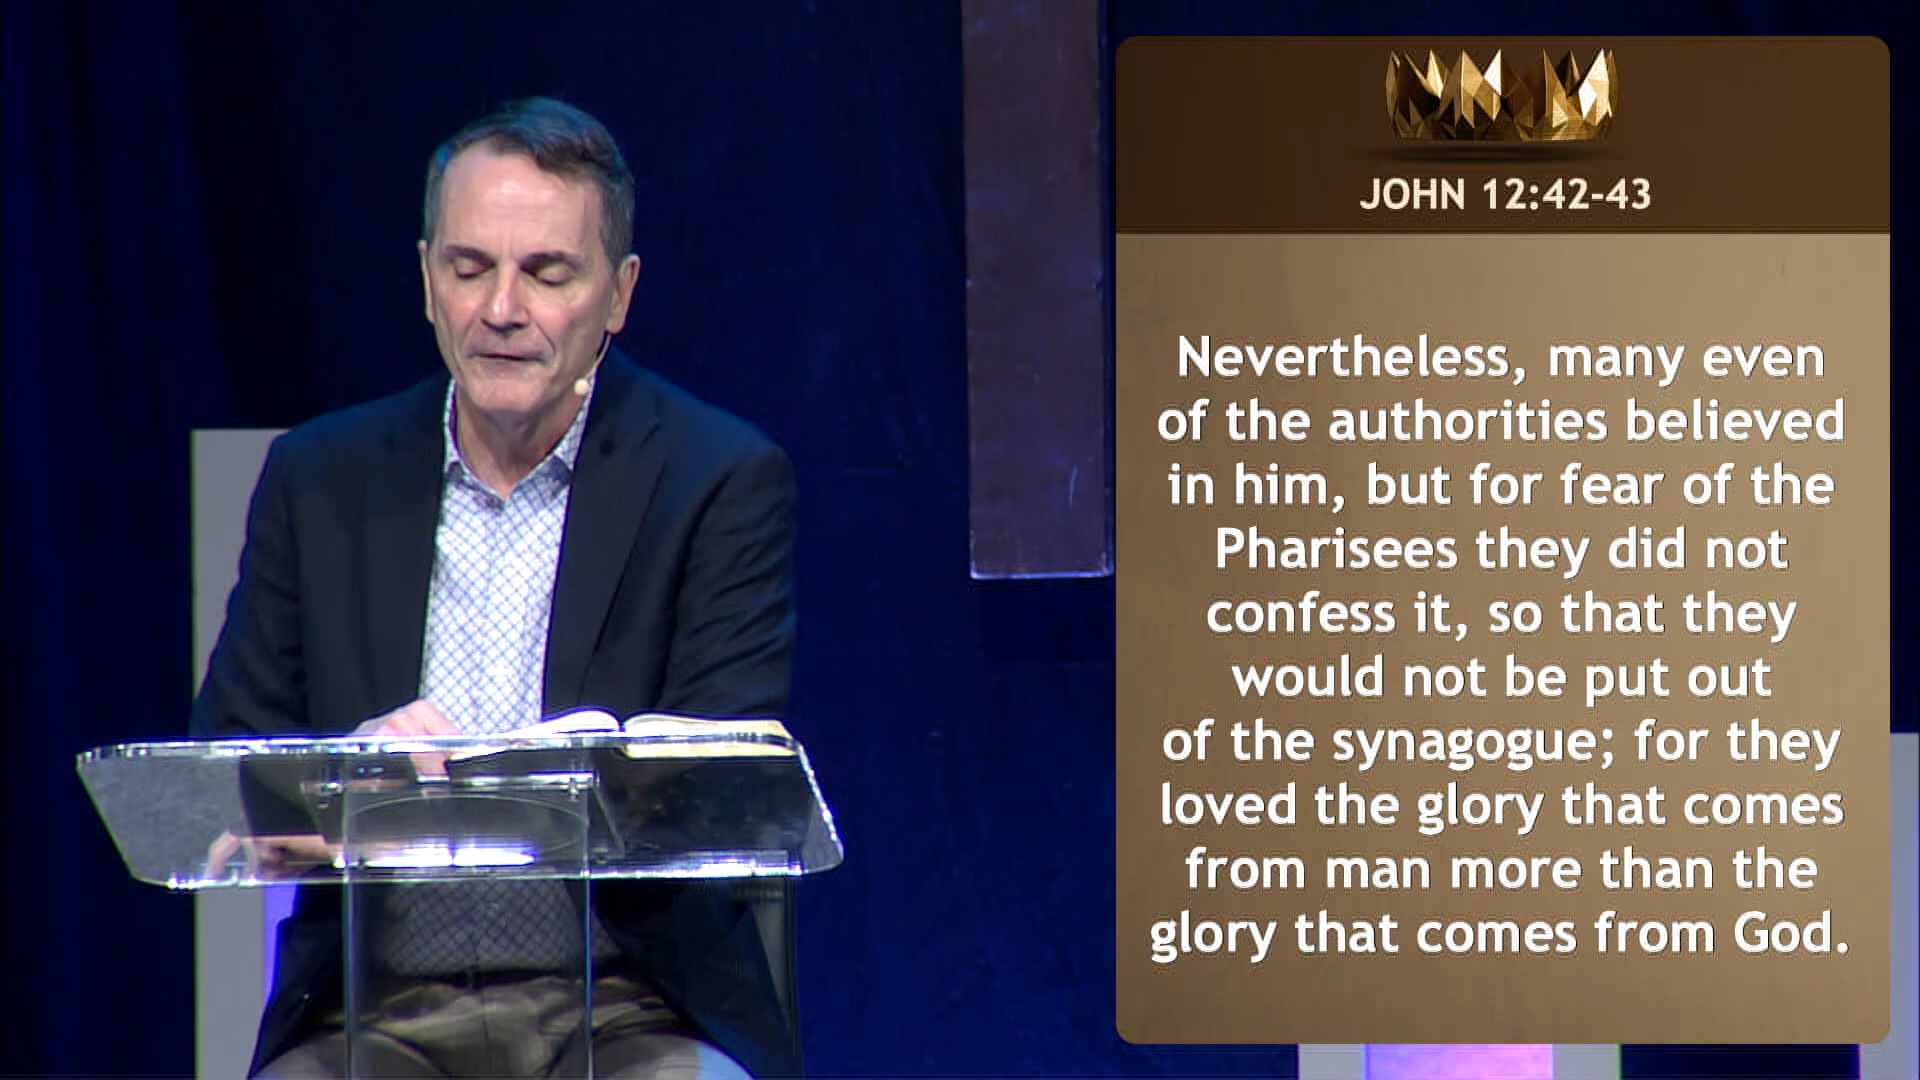 JOHN 12:42-43
Nevertheless, many even
of the authorities believed
in him, but for fear of the
Pharisees they did not
confess it, so that they
would not be put out
of the synagogue; for they
loved the glory that comes
from man more than the
glory that comes from God.